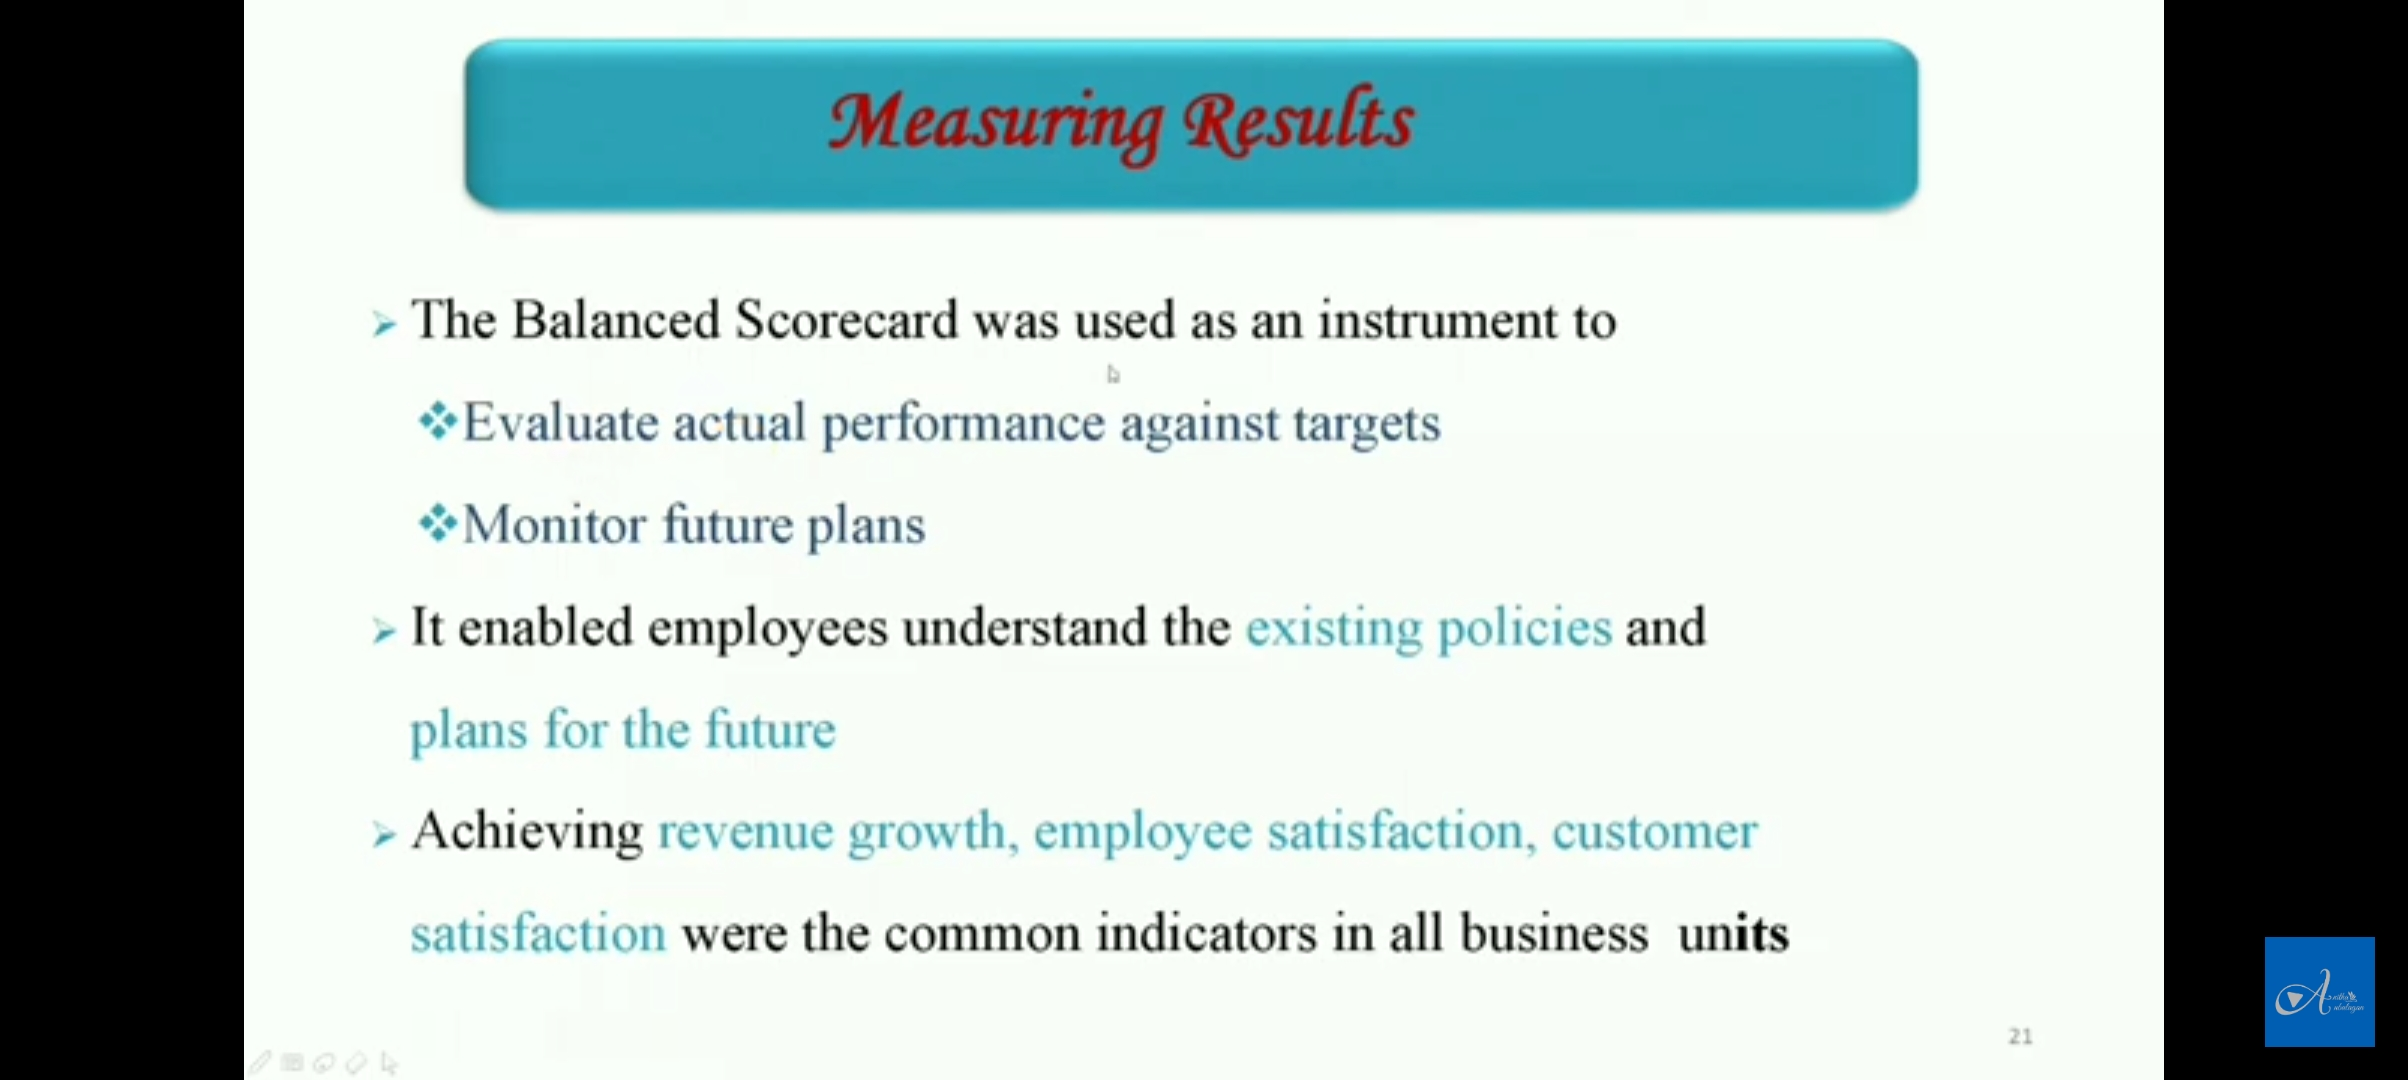 Measuring Results
The Balanced Scorecard was used as an instrument to
Evaluate actual performance against targets
Monitor future plans
It enabled employees understand the existing policies and
plans for the future
Achieving revenue growth, employee satisfaction, customer
satisfaction were the common indicators in all business units
21